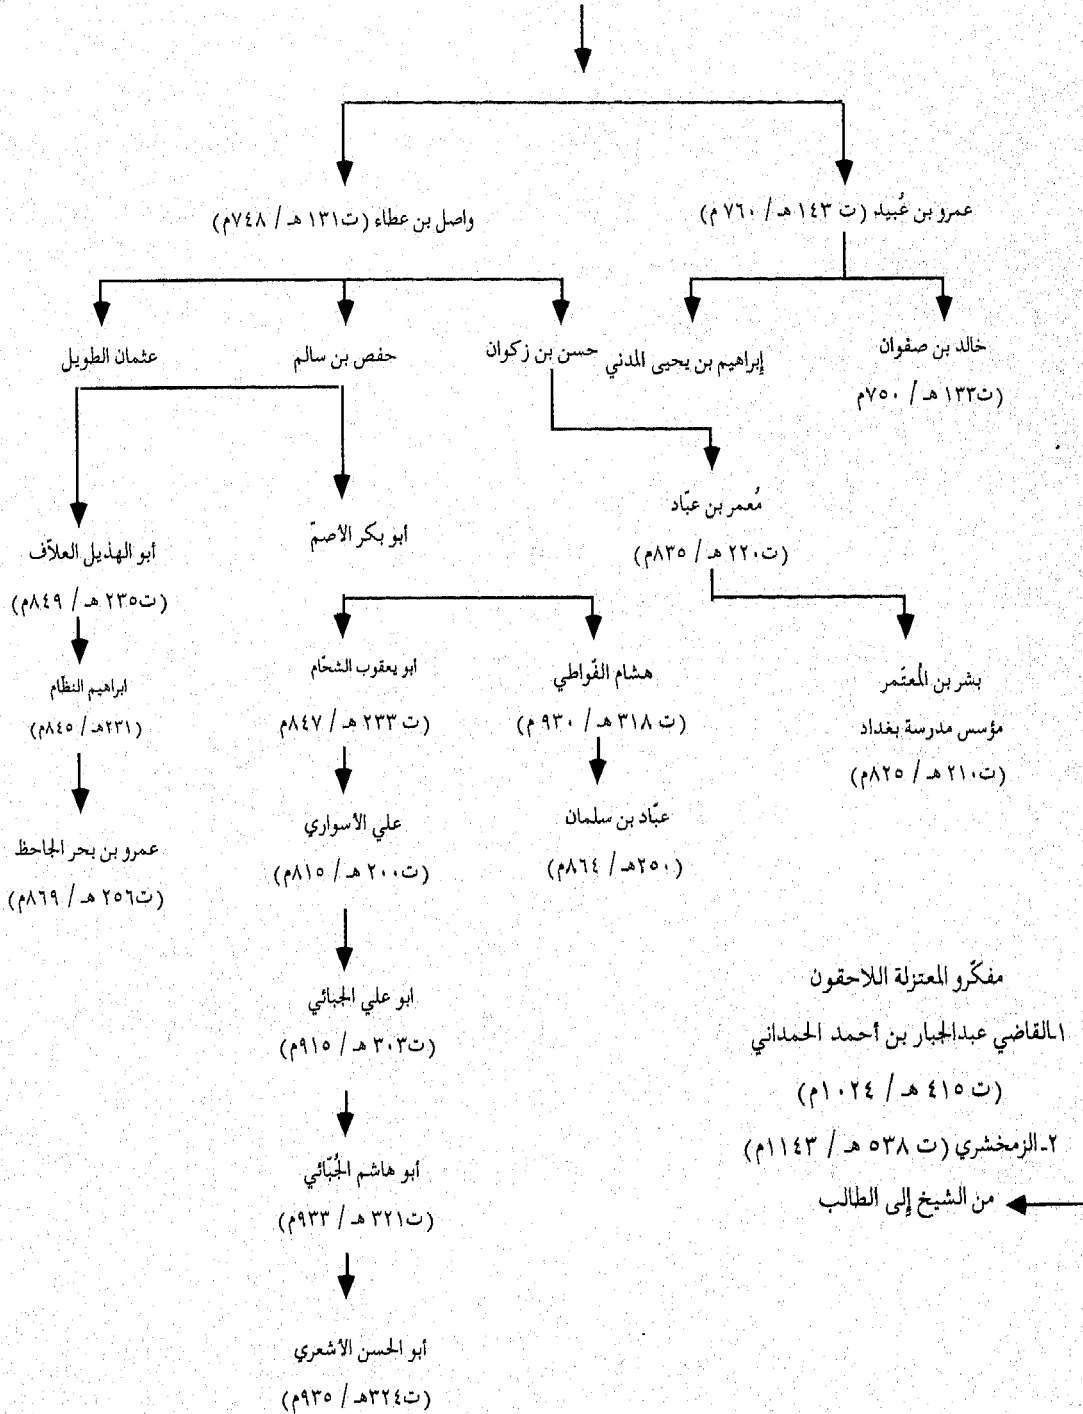 عمرو بن عُبيد (ت ١٤٣ هـ / ٧٦٠ م)
واصل بن عطاء (ت١٣١ هـ / ٧٤٨م)
خالد بن صفوان
(ت١٣٣ هـ / ٧٥٠م
إبراهيم بن يحيى المدني
حسن بن زكوان
حفص بن سالم
عثمان الطويل
مُعمر بن عبّاد
(ت٢٢٠ هـ / ٨٣٥م)
أبو بكر الأصمّ
أبو الهذيل العلاّف
(ت٢٣٥ هـ / ٨٤٩م)
بشر بن المُعتّمر
مؤسس مدرسة بغداد
(ت٢١٠ هـ / ٨٢٥م)
هشام الفّواطي
(ت ٣١٨ هـ / ٩٣٠ م)
أبو يعقوب الشحّام
(ت ٢٣٣ هـ / ٨٤٧م
ابراهيم النظّام
(٢٣١هـ / ٨٤٥م)
عبّاد بن سلمان
(٢٥٠هـ / ٨٦٤م)
علي الأسواري
(ت٢٠٠ هـ / ٨١٥م)
عمرو بن بحر الجاحظ
(ت٢٥٦ هـ / ٨٦٩م)
ابو علي الجبائي
(ت٣٠٣ هـ / ٩١٥م)
أبو هاشم الجُبّائي
(ت٣٢١ هـ / ٩٣٣م)
أبو الحسن الأشعري
(ت٣٢٤هـ / ٩٣٥م)
مفكّرو المعتزلة اللاحقون
١ـالقاضي عبدالجبار بن أحمد الحمداني
(ت ٤١٥ هـ / ١٠٢٤م)
٢ـ الزمخشري (ت ٥٣٨ هـ / ١١٤٣م)
من الشيخ إلى الطالب